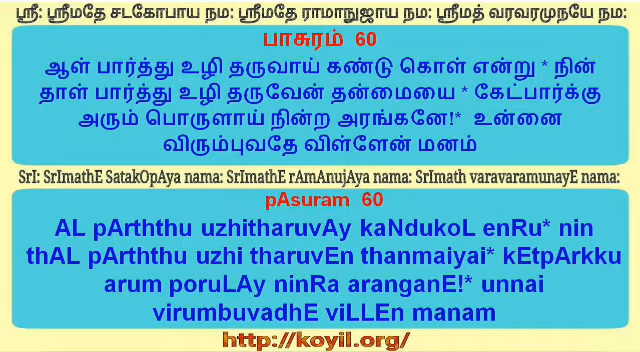 ஸ்ரீ: ஸ்ரீமதே சடகோபாய நம: ஸ்ரீமதே ராமாநுஜாய நம: ஸ்ரீமத் வரவரமுநயே நம:
பாசுரம் 60
ஆள் பார்த்து உழி தருவாய் கண்டு கொள் என்று * நின்
தாள் பார்த்து உழி தருவேன் தன்மையை * கேட்பார்க்கு
அரும் பொருளாய் நின்ற அரங்கனே!* உன்னை
விரும்புவதே விள்ளேன் மனம்
SrI: SrImathE SatakOpAya nama: SrImathE rAmAnujAya nama: SrImath varavaramunayE nama:
pAsuram 60
AL pArththu uzhitharuvAy kaNdukoL enRu* nin
thAL pArththu uzhi tharuvEn thanmaiyai* kEtpArkku
arum poruLAy ninRa aranganE!* unnai
virumbuvadhE viLLEn manam
http://koyil.org/